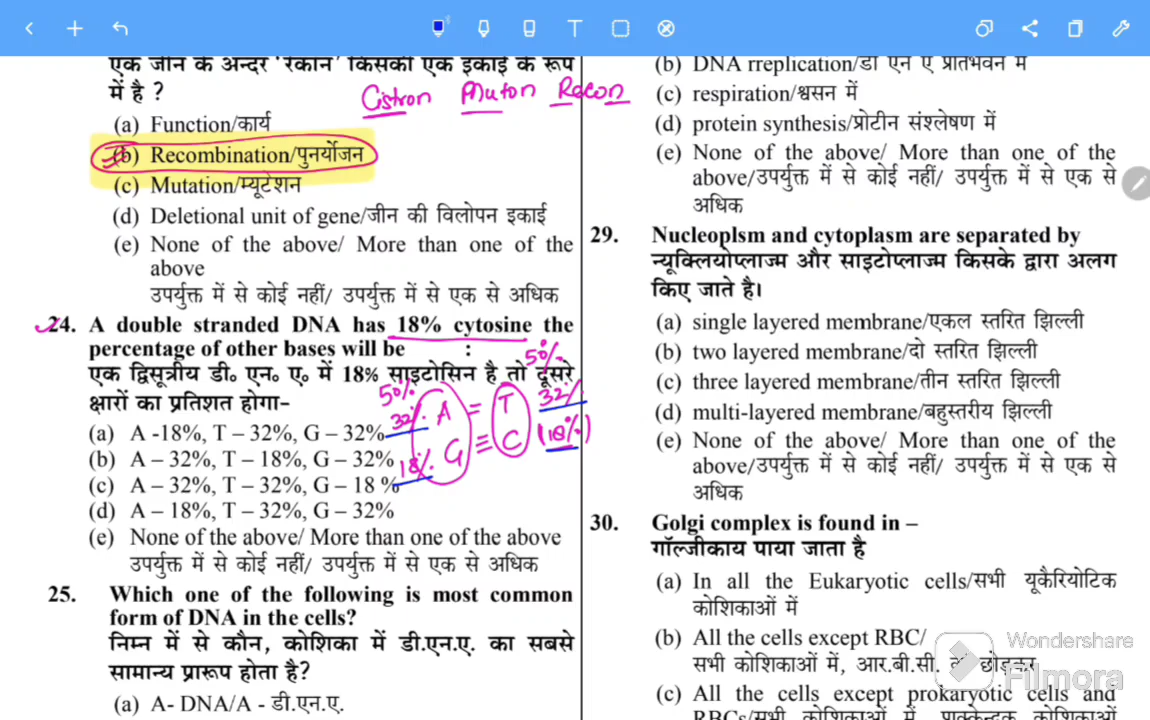 एक जीन के अन्दर 'रेकॉन' किसकी एक इकाई के रूप
में है ?
Cistron Muton Recon
(a) Function/कार्य
(b) Recombination/पुनर्योजन
(c) Mutation/म्यूटेशन
(d) Deletional unit of gene/जीन की विलोपन इकाई
(e) None of the above/ More than one of the
above
उपर्युक्त में से कोई नहीं/ उपर्युक्त में से एक से अधिक
24. A double stranded DNA has 18% cytosine the
percentage of other bases will be :
एक द्विसूत्रीय डी० एन० ए० में 18% साइटोसिन है तो दूसरे
क्षारों का प्रतिशत होगा-
50% 50%
32% A = T 32%
18% G ≡ C (18%)
(a) A -18%, T – 32%, G – 32%
(b) A – 32%, T – 18%, G – 32%
(c) A – 32%, T – 32%, G – 18 %
(d) A – 18%, T – 32%, G – 32%
(e) None of the above/ More than one of the above
उपर्युक्त में से कोई नहीं/ उपर्युक्त में से एक से अधिक
25. Which one of the following is most common
form of DNA in the cells?
निम्न में से कौन, कोशिका में डी.एन.ए. का सबसे
सामान्य प्रारूप होता है?
(a) A- DNA/A - डी.एन.ए.
(b) DNA rreplication/डी एन ए प्रतिभवन में
(c) respiration/श्वसन में
(d) protein synthesis/प्रोटीन संश्लेषण में
(e) None of the above/ More than one of the
above/उपर्युक्त में से कोई नहीं/ उपर्युक्त में से एक से
अधिक
29. Nucleoplsm and cytoplasm are separated by
न्यूक्लियोप्लाज्म और साइटोप्लाज्म किसके द्वारा अलग
किए जाते है।
(a) single layered membrane/एकल स्तरित झिल्ली
(b) two layered membrane/दो स्तरित झिल्ली
(c) three layered membrane/तीन स्तरित झिल्ली
(d) multi-layered membrane/बहुस्तरीय झिल्ली
(e) None of the above/ More than one of the
above/उपर्युक्त में से कोई नहीं/ उपर्युक्त में से एक से
अधिक
30. Golgi complex is found in –
गॉल्जीकाय पाया जाता है
(a) In all the Eukaryotic cells/सभी यूकैरियोटिक
कोशिकाओं में
(b) All the cells except RBC/
सभी कोशिकाओं में, आर.बी.सी. को छोड़कर
(c) All the cells except prokaryotic cells and
RBCs/सभी कोशिकाओं में, प्राक्केन्द्रक कोशिकाओं
Wondershare
Filmora